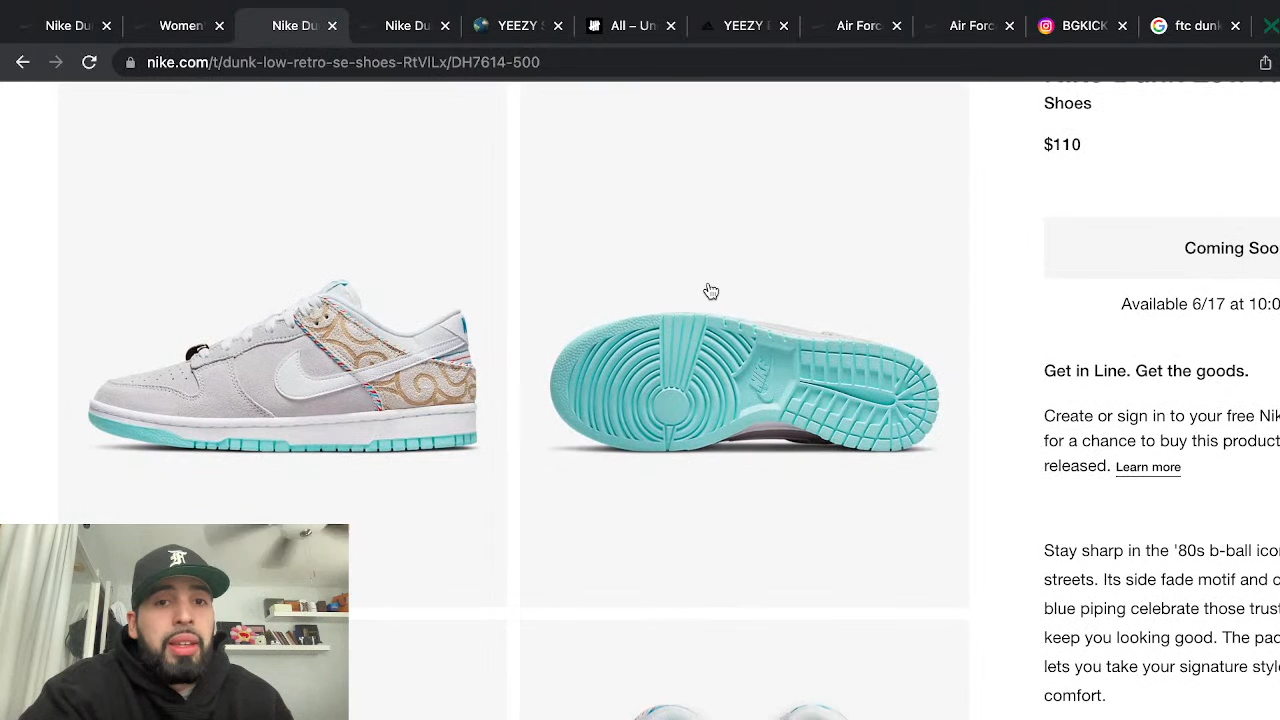 Nike Du
Women'
Nike Du
Nike Du
YEEZY S
All – Un
YEEZY
Air Forc
Air Forc
BGKICK
ftc dunk
nike.com/t/dunk-low-retro-se-shoes-RtVlLx/DH7614-500
Shoes
$110
Coming Soo
Available 6/17 at 10:0
Get in Line. Get the goods.
Create or sign in to your free Nik
for a chance to buy this product
released. Learn more
Stay sharp in the '80s b-ball ico
streets. Its side fade motif and c
blue piping celebrate those trust
keep you looking good. The pad
lets you take your signature style
comfort.